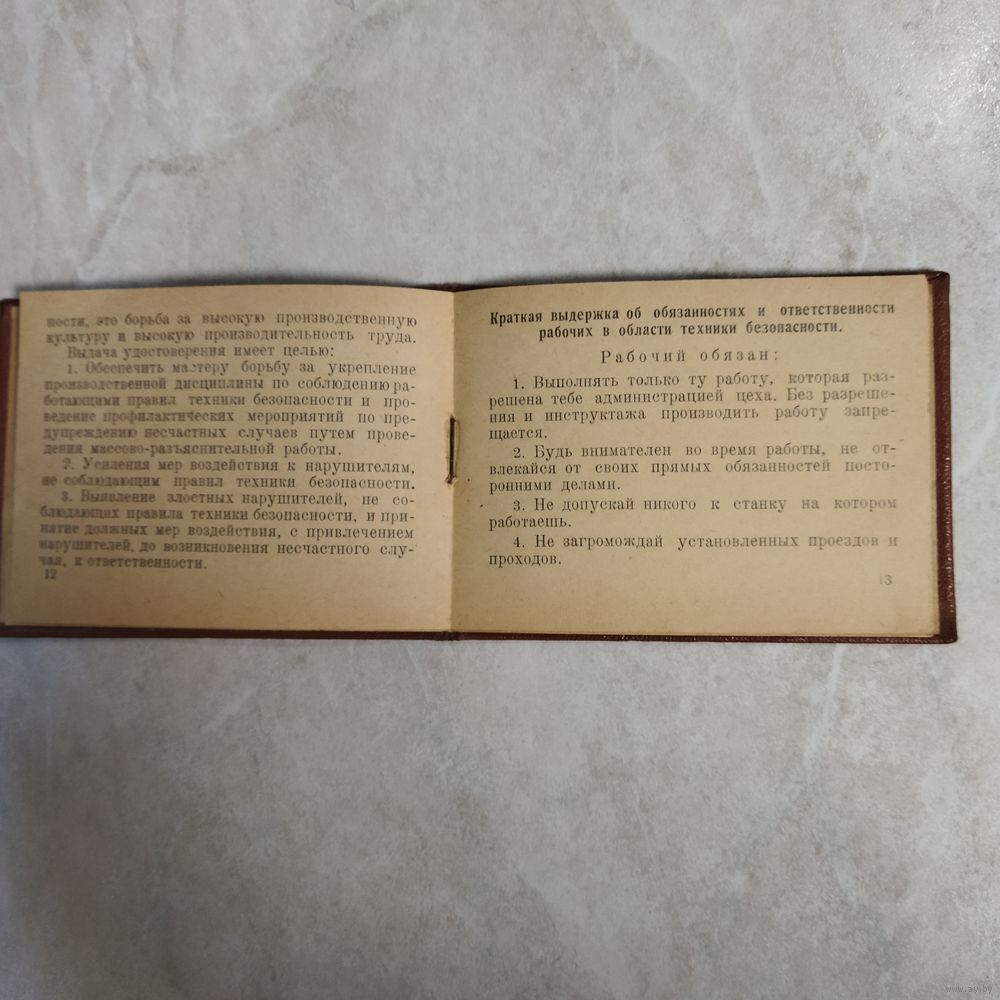 ности, это борьба за высокую производственную
культуру и высокую производительность труда.
Выдача удостоверения имеет целью:
1. Обеспечить мастеру борьбу за укрепление
производственной дисциплины по соблюдению ра-
ботающими правил техники безопасности и про-
ведение профилактических мероприятий по пре-
дупреждению несчастных случаев путем прове-
дения массово-разъяснительной работы.
2. Усиления мер воздействия к нарушителям,
не соблюдающим правил техники безопасности.
3. Выявление злостных нарушителей, не со-
блюдающих правила техники безопасности, и при-
нятие должных мер воздействия, с привлечением
нарушителей, до возникновения несчастного слу-
чая, к ответственности.
12
Краткая выдержка об обязанностях и ответственности
рабочих в области техники безопасности.
Рабочий обязан:
1. Выполнять только ту работу, которая раз-
решена тебе администрацией цеха. Без разреше-
ния и инструктажа производить работу запре-
щается.
2. Будь внимателен во время работы, не от-
влекайся от своих прямых обязанностей посто-
ронними делами.
3. Не допускай никого к станку на котором
работаешь.
4. Не загромождай установленных проездов и
проходов.
13
www.ay.by